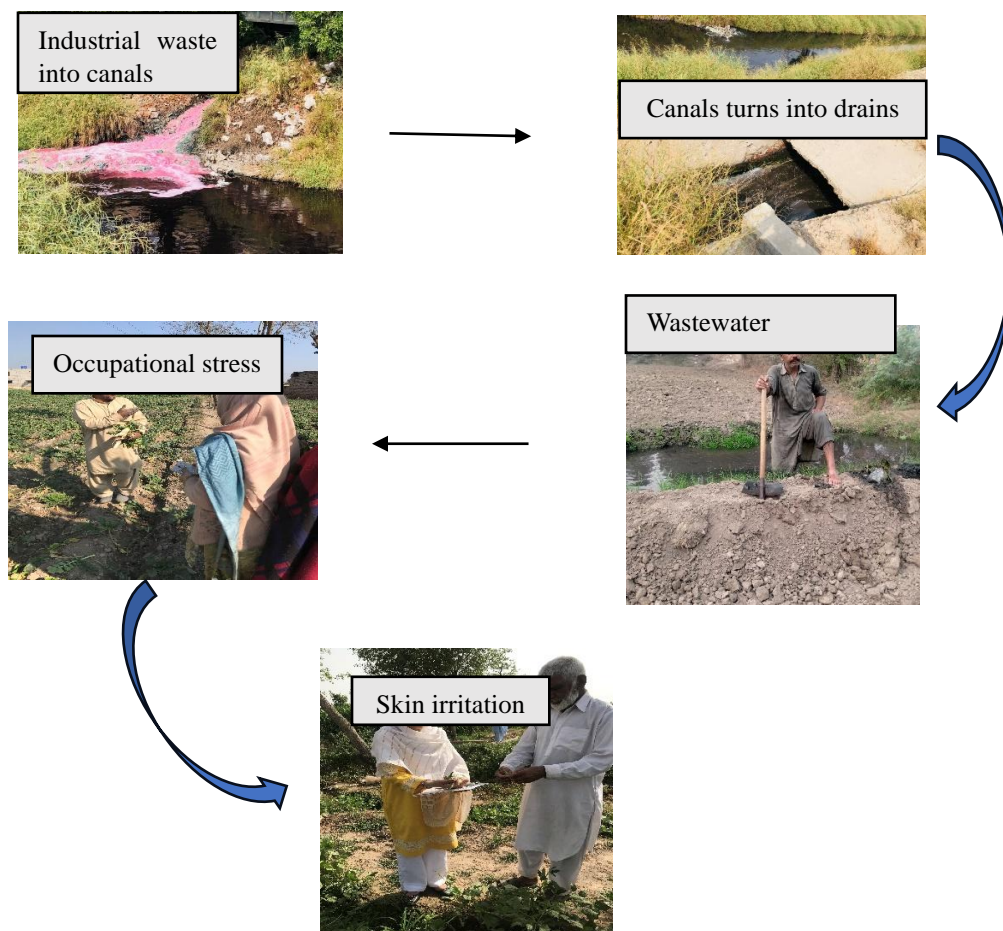 Industrial waste
into canals
Canals turns into drains
Wastewater
Occupational stress
Skin irritation